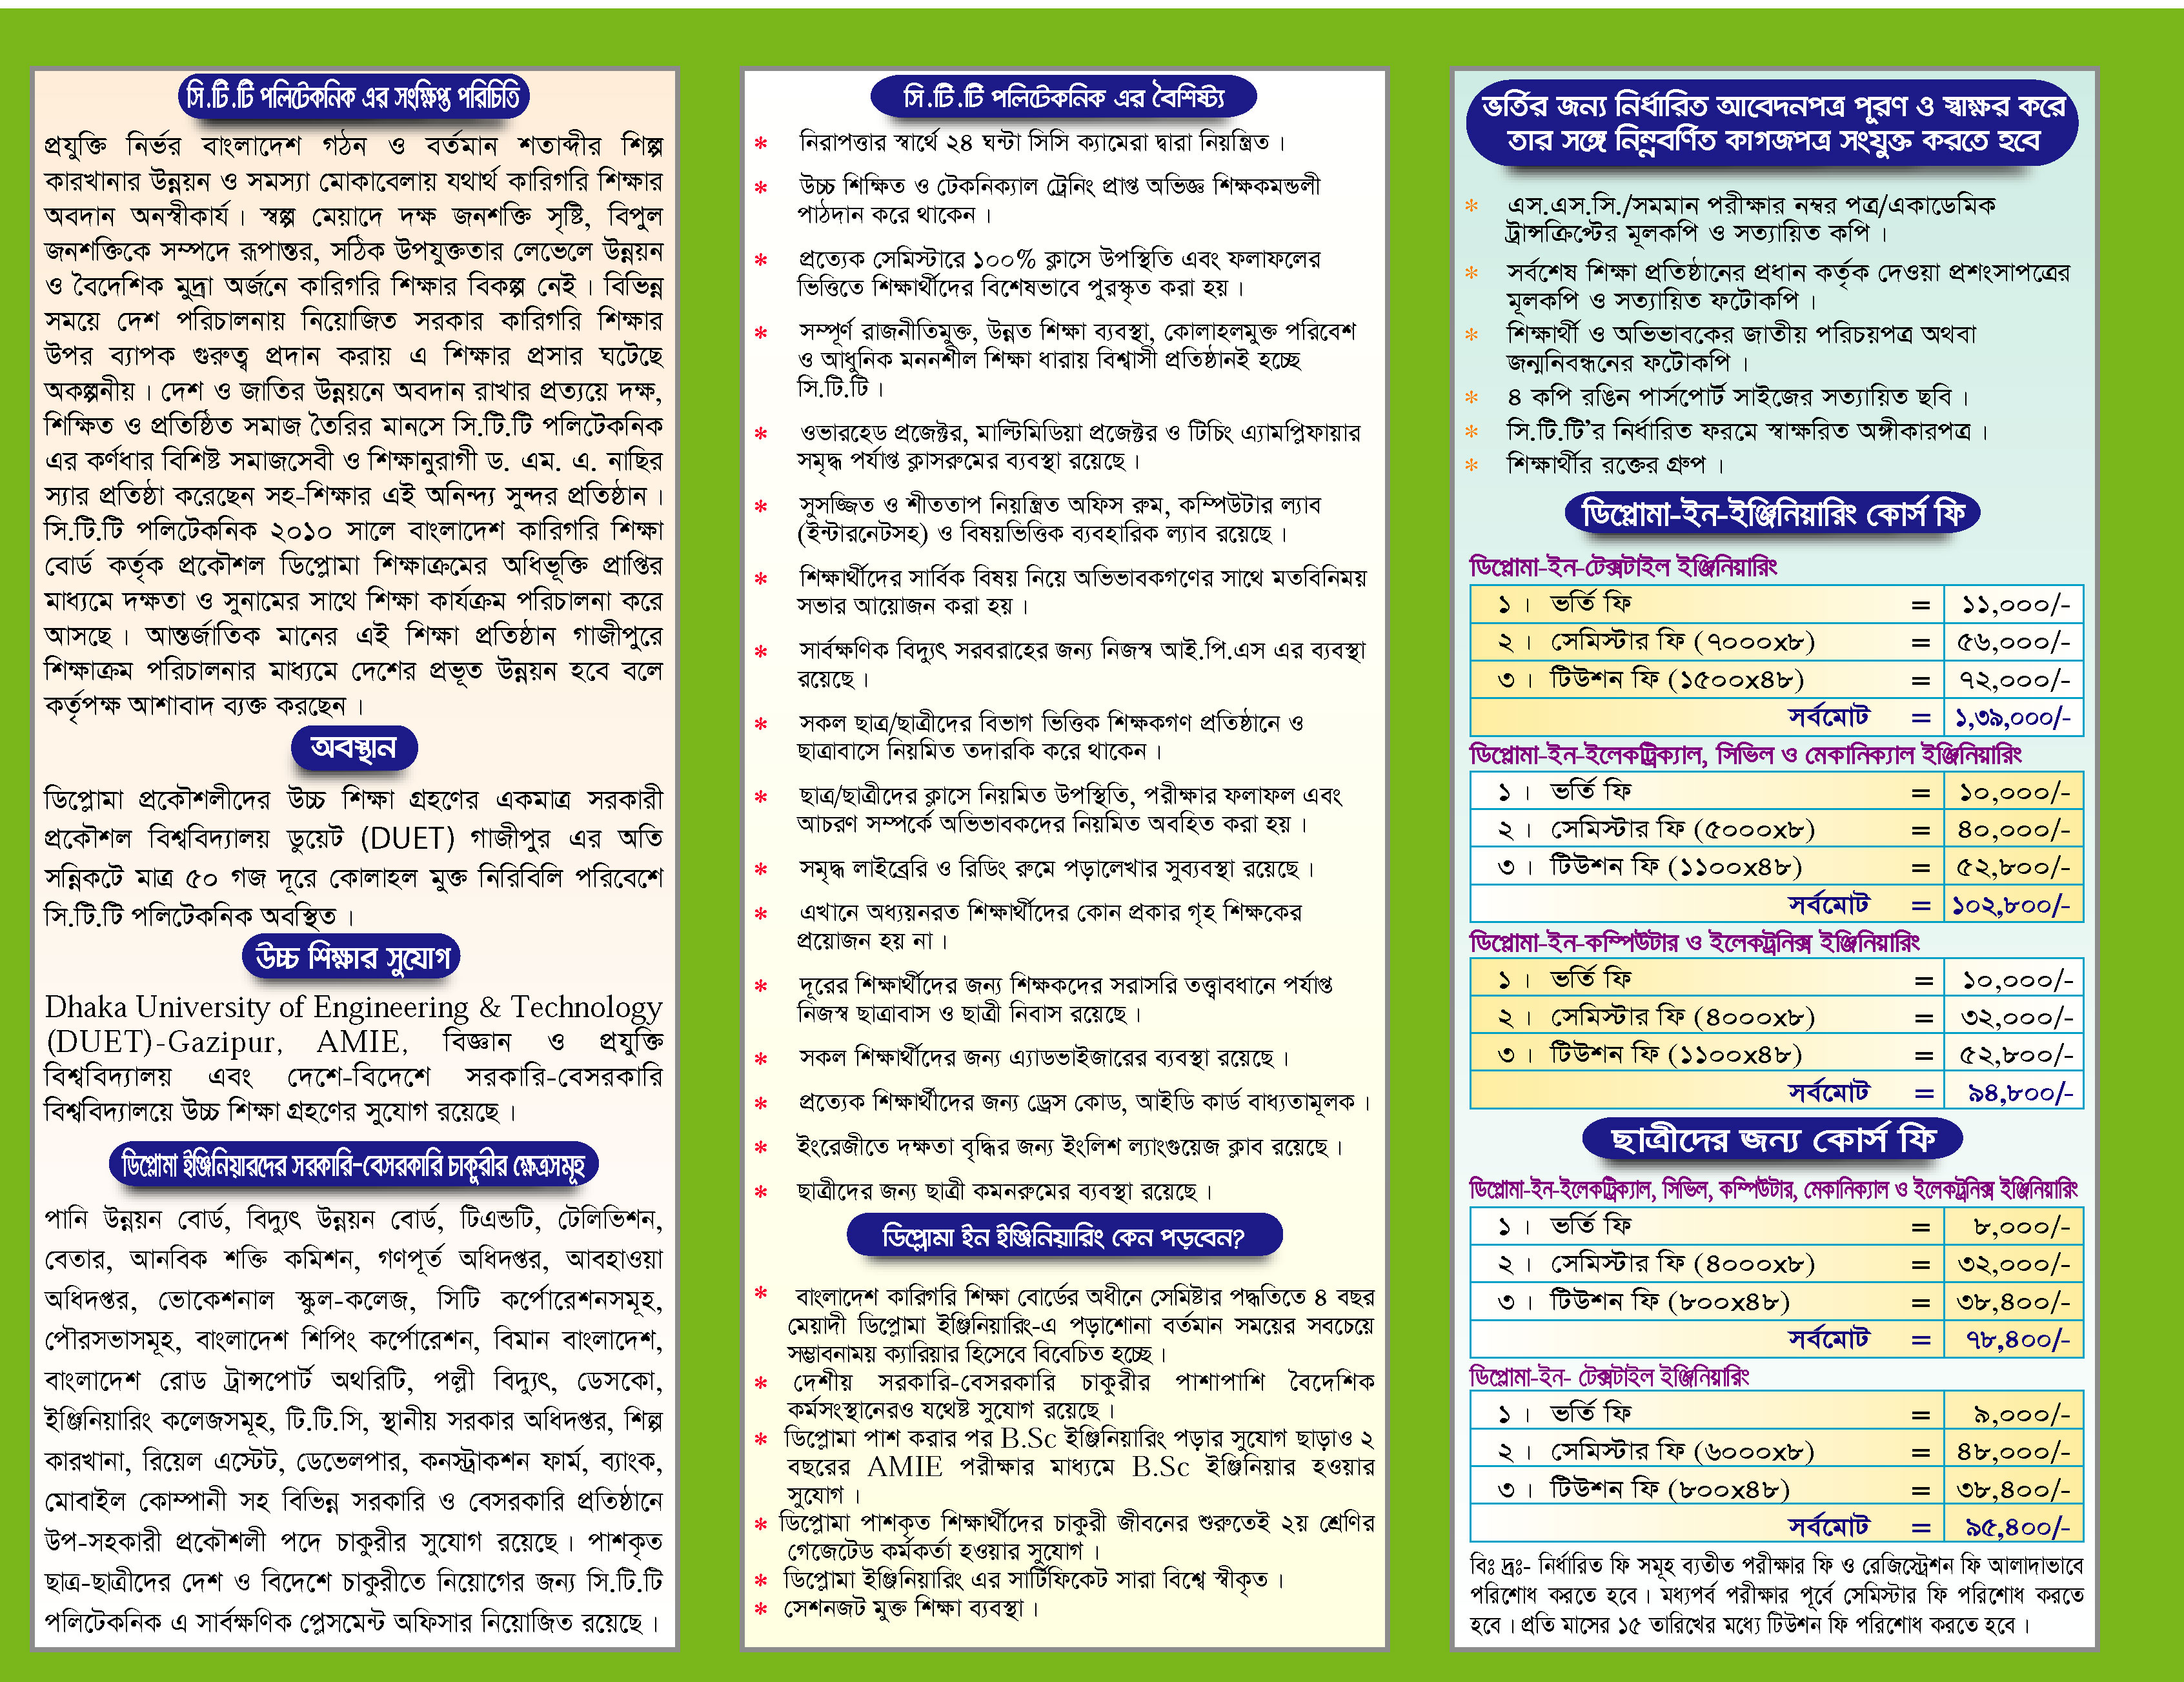 সি.টি.টি পলিটেকনিক এর সংক্ষিপ্ত পরিচিতি
প্রযুক্তি নির্ভর বাংলাদেশ গঠন ও বর্তমান শতাব্দীর শিল্প
কারখানার উন্নয়ন ও সমস্যা মোকাবেলায় যথার্থ কারিগরি শিক্ষার
অবদান অনস্বীকার্য। স্বল্প মেয়াদে দক্ষ জনশক্তি সৃষ্টি, বিপুল
জনশক্তিকে সম্পদে রূপান্তর, সঠিক উপযুক্ততার লেভেলে উন্নয়ন
ও বৈদেশিক মুদ্রা অর্জনে কারিগরি শিক্ষার বিকল্প নেই। বিভিন্ন
সময়ে দেশ পরিচালনায় নিয়োজিত সরকার কারিগরি শিক্ষার
উপর ব্যাপক গুরুত্ব প্রদান করায় এ শিক্ষার প্রসার ঘটেছে
অকল্পনীয়। দেশ ও জাতির উন্নয়নে অবদান রাখার প্রত্যয়ে দক্ষ,
শিক্ষিত ও প্রতিষ্ঠিত সমাজ তৈরির মানসে সি.টি.টি পলিটেকনিক
এর কর্ণধার বিশিষ্ট সমাজসেবী ও শিক্ষানুরাগী ড. এম. এ. নাছির
স্যার প্রতিষ্ঠা করেছেন সহ-শিক্ষার এই অনিন্দ্য সুন্দর প্রতিষ্ঠান।
সি.টি.টি পলিটেকনিক ২০১০ সালে বাংলাদেশ কারিগরি শিক্ষা
বোর্ড কর্তৃক প্রকৌশল ডিপ্লোমা শিক্ষাক্রমের অধিভূক্তি প্রাপ্তির
মাধ্যমে দক্ষতা ও সুনামের সাথে শিক্ষা কার্যক্রম পরিচালনা করে
আসছে। আন্তর্জাতিক মানের এই শিক্ষা প্রতিষ্ঠান গাজীপুরে
শিক্ষাক্রম পরিচালনার মাধ্যমে দেশের প্রভূত উন্নয়ন হবে বলে
কর্তৃপক্ষ আশাবাদ ব্যক্ত করছেন।
অবস্থান
ডিপ্লোমা প্রকৌশলীদের উচ্চ শিক্ষা গ্রহণের একমাত্র সরকারী
প্রকৌশল বিশ্ববিদ্যালয় ডুয়েট (DUET) গাজীপুর এর অতি
সন্নিকটে মাত্র ৫০ গজ দূরে কোলাহল মুক্ত নিরিবিলি পরিবেশে
সি.টি.টি পলিটেকনিক অবস্থিত।
উচ্চ শিক্ষার সুযোগ
Dhaka University of Engineering & Technology
(DUET)-Gazipur, AMIE, বিজ্ঞান ও প্রযুক্তি
বিশ্ববিদ্যালয় এবং দেশে-বিদেশে সরকারি-বেসরকারি
বিশ্ববিদ্যালয়ে উচ্চ শিক্ষা গ্রহণের সুযোগ রয়েছে।
ডিপ্লোমা ইঞ্জিনিয়ারদের সরকারি-বেসরকারি চাকুরীর ক্ষেত্রসমূহ
পানি উন্নয়ন বোর্ড, বিদ্যুৎ উন্নয়ন বোর্ড, টিএন্ডটি, টেলিভিশন,
বেতার, আনবিক শক্তি কমিশন, গণপূর্ত অধিদপ্তর, আবহাওয়া
অধিদপ্তর, ভোকেশনাল স্কুল-কলেজ, সিটি কর্পোরেশনসমূহ,
পৌরসভাসমূহ, বাংলাদেশ শিপিং কর্পোরেশন, বিমান বাংলাদেশ,
বাংলাদেশ রোড ট্রান্সপোর্ট অথরিটি, পল্লী বিদ্যুৎ, ডেসকো,
ইঞ্জিনিয়ারিং কলেজসমূহ, টি.টি.সি, স্থানীয় সরকার অধিদপ্তর, শিল্প
কারখানা, রিয়েল এস্টেট, ডেভেলপার, কনস্ট্রাকশন ফার্ম, ব্যাংক,
মোবাইল কোম্পানী সহ বিভিন্ন সরকারি ও বেসরকারি প্রতিষ্ঠানে
উপ-সহকারী প্রকৌশলী পদে চাকুরীর সুযোগ রয়েছে। পাশকৃত
ছাত্র-ছাত্রীদের দেশ ও বিদেশে চাকুরীতে নিয়োগের জন্য সি.টি.টি
পলিটেকনিক এ সার্বক্ষণিক প্লেসমেন্ট অফিসার নিয়োজিত রয়েছে।
সি.টি.টি পলিটেকনিক এর বৈশিষ্ট্য
* নিরাপত্তার স্বার্থে ২৪ ঘন্টা সিসি ক্যামেরা দ্বারা নিয়ন্ত্রিত।
* উচ্চ শিক্ষিত ও টেকনিক্যাল ট্রেনিং প্রাপ্ত অভিজ্ঞ শিক্ষকমন্ডলী
পাঠদান করে থাকেন।
* প্রত্যেক সেমিস্টারে ১০০% ক্লাসে উপস্থিতি এবং ফলাফলের
ভিত্তিতে শিক্ষার্থীদের বিশেষভাবে পুরস্কৃত করা হয়।
* সম্পূর্ণ রাজনীতিমুক্ত, উন্নত শিক্ষা ব্যবস্থা, কোলাহলমুক্ত পরিবেশ
ও আধুনিক মননশীল শিক্ষা ধারায় বিশ্বাসী প্রতিষ্ঠানই হচ্ছে
সি.টি.টি।
* ওভারহেড প্রজেক্টর, মাল্টিমিডিয়া প্রজেক্টর ও টিচিং এ্যামপ্লিফায়ার
সমৃদ্ধ পর্যাপ্ত ক্লাসরুমের ব্যবস্থা রয়েছে।
* সুসজ্জিত ও শীততাপ নিয়ন্ত্রিত অফিস রুম, কম্পিউটার ল্যাব
(ইন্টারনেটসহ) ও বিষয়ভিত্তিক ব্যবহারিক ল্যাব রয়েছে।
* শিক্ষার্থীদের সার্বিক বিষয় নিয়ে অভিভাবকগণের সাথে মতবিনিময়
সভার আয়োজন করা হয়।
* সার্বক্ষণিক বিদ্যুৎ সরবরাহের জন্য নিজস্ব আই.পি.এস এর ব্যবস্থা
রয়েছে।
* সকল ছাত্র/ছাত্রীদের বিভাগ ভিত্তিক শিক্ষকগণ প্রতিষ্ঠানে ও
ছাত্রাবাসে নিয়মিত তদারকি করে থাকেন।
* ছাত্র/ছাত্রীদের ক্লাসে নিয়মিত উপস্থিতি, পরীক্ষার ফলাফল এবং
আচরণ সম্পর্কে অভিভাবকদের নিয়মিত অবহিত করা হয়।
* সমৃদ্ধ লাইব্রেরি ও রিডিং রুমে পড়ালেখার সুব্যবস্থা রয়েছে।
* এখানে অধ্যয়নরত শিক্ষার্থীদের কোন প্রকার গৃহ শিক্ষকের
প্রয়োজন হয় না।
* দূরের শিক্ষার্থীদের জন্য শিক্ষকদের সরাসরি তত্ত্বাবধানে পর্যাপ্ত
নিজস্ব ছাত্রাবাস ও ছাত্রী নিবাস রয়েছে।
* সকল শিক্ষার্থীদের জন্য এ্যাডভাইজারের ব্যবস্থা রয়েছে।
* প্রত্যেক শিক্ষার্থীদের জন্য ড্রেস কোড, আইডি কার্ড বাধ্যতামূলক।
* ইংরেজীতে দক্ষতা বৃদ্ধির জন্য ইংলিশ ল্যাংগুয়েজ ক্লাব রয়েছে।
* ছাত্রীদের জন্য ছাত্রী কমনরুমের ব্যবস্থা রয়েছে।
ডিপ্লোমা ইন ইঞ্জিনিয়ারিং কেন পড়বেন?
* বাংলাদেশ কারিগরি শিক্ষা বোর্ডের অধীনে সেমিষ্টার পদ্ধতিতে ৪ বছর
মেয়াদী ডিপ্লোমা ইঞ্জিনিয়ারিং-এ পড়াশোনা বর্তমান সময়ের সবচেয়ে
সম্ভাবনাময় ক্যারিয়ার হিসেবে বিবেচিত হচ্ছে।
* দেশীয় সরকারি-বেসরকারি চাকুরীর পাশাপাশি বৈদেশিক
কর্মসংস্থানেরও যথেষ্ট সুযোগ রয়েছে।
* ডিপ্লোমা পাশ করার পর B.Sc ইঞ্জিনিয়ারিং পড়ার সুযোগ ছাড়াও ২
বছরের AMIE পরীক্ষার মাধ্যমে B.Sc ইঞ্জিনিয়ার হওয়ার
সুযোগ।
* ডিপ্লোমা পাশকৃত শিক্ষার্থীদের চাকুরী জীবনের শুরুতেই ২য় শ্রেণির
গেজেটেড কর্মকর্তা হওয়ার সুযোগ।
* ডিপ্লোমা ইঞ্জিনিয়ারিং এর সার্টিফিকেট সারা বিশ্বে স্বীকৃত।
* সেশনজট মুক্ত শিক্ষা ব্যবস্থা।
ভর্তির জন্য নির্ধারিত আবেদনপত্র পূরণ ও স্বাক্ষর করে
তার সঙ্গে নিম্নবর্ণিত কাগজপত্র সংযুক্ত করতে হবে
* এস.এস.সি./সমমান পরীক্ষার নম্বর পত্র/একাডেমিক
ট্রান্সক্রিপ্টের মূলকপি ও সত্যায়িত কপি।
* সর্বশেষ শিক্ষা প্রতিষ্ঠানের প্রধান কর্তৃক দেওয়া প্রশংসাপত্রের
মূলকপি ও সত্যায়িত ফটোকপি।
* শিক্ষার্থী ও অভিভাবকের জাতীয় পরিচয়পত্র অথবা
জন্মনিবন্ধনের ফটোকপি।
* ৪ কপি রঙিন পার্সপোর্ট সাইজের সত্যায়িত ছবি।
* সি.টি.টি’র নির্ধারিত ফরমে স্বাক্ষরিত অঙ্গীকারপত্র।
* শিক্ষার্থীর রক্তের গ্রুপ।
ডিপ্লোমা-ইন-ইঞ্জিনিয়ারিং কোর্স ফি
ডিপ্লোমা-ইন-টেক্সটাইল ইঞ্জিনিয়ারিং
১। ভর্তি ফি = ১১,০০০/-
২। সেমিস্টার ফি (৭০০০x৮) = ৫৬,০০০/-
৩। টিউশন ফি (১৫০০x৪৮) = ৭২,০০০/-
সর্বমোট = ১,৩৯,০০০/-
ডিপ্লোমা-ইন-ইলেকট্রিক্যাল, সিভিল ও মেকানিক্যাল ইঞ্জিনিয়ারিং
১। ভর্তি ফি = ১০,০০০/-
২। সেমিস্টার ফি (৫০০০x৮) = ৪০,০০০/-
৩। টিউশন ফি (১১০০x৪৮) = ৫২,৮০০/-
সর্বমোট = ১০২,৮০০/-
ডিপ্লোমা-ইন-কম্পিউটার ও ইলেকট্রনিক্স ইঞ্জিনিয়ারিং
১। ভর্তি ফি = ১০,০০০/-
২। সেমিস্টার ফি (৪০০০x৮) = ৩২,০০০/-
৩। টিউশন ফি (১১০০x৪৮) = ৫২,৮০০/-
সর্বমোট = ৯৪,৮০০/-
ছাত্রীদের জন্য কোর্স ফি
ডিপ্লোমা-ইন-ইলেকট্রিক্যাল, সিভিল, কম্পিউটার, মেকানিক্যাল ও ইলেকট্রনিক্স ইঞ্জিনিয়ারিং
১। ভর্তি ফি = ৮,০০০/-
২। সেমিস্টার ফি (৪০০০x৮) = ৩২,০০০/-
৩। টিউশন ফি (৮০০x৪৮) = ৩৮,৪০০/-
সর্বমোট = ৭৮,৪০০/-
ডিপ্লোমা-ইন- টেক্সটাইল ইঞ্জিনিয়ারিং
১। ভর্তি ফি = ৯,০০০/-
২। সেমিস্টার ফি (৬০০০x৮) = ৪৮,০০০/-
৩। টিউশন ফি (৮০০x৪৮) = ৩৮,৪০০/-
সর্বমোট = ৯৫,৪০০/-
বিঃ দ্রঃ- নির্ধারিত ফি সমূহ ব্যতীত পরীক্ষার ফি ও রেজিস্ট্রেশন ফি আলাদাভাবে
পরিশোধ করতে হবে। মধ্যপর্ব পরীক্ষার পূর্বে সেমিস্টার ফি পরিশোধ করতে
হবে। প্রতি মাসের ১৫ তারিখের মধ্যে টিউশন ফি পরিশোধ করতে হবে।